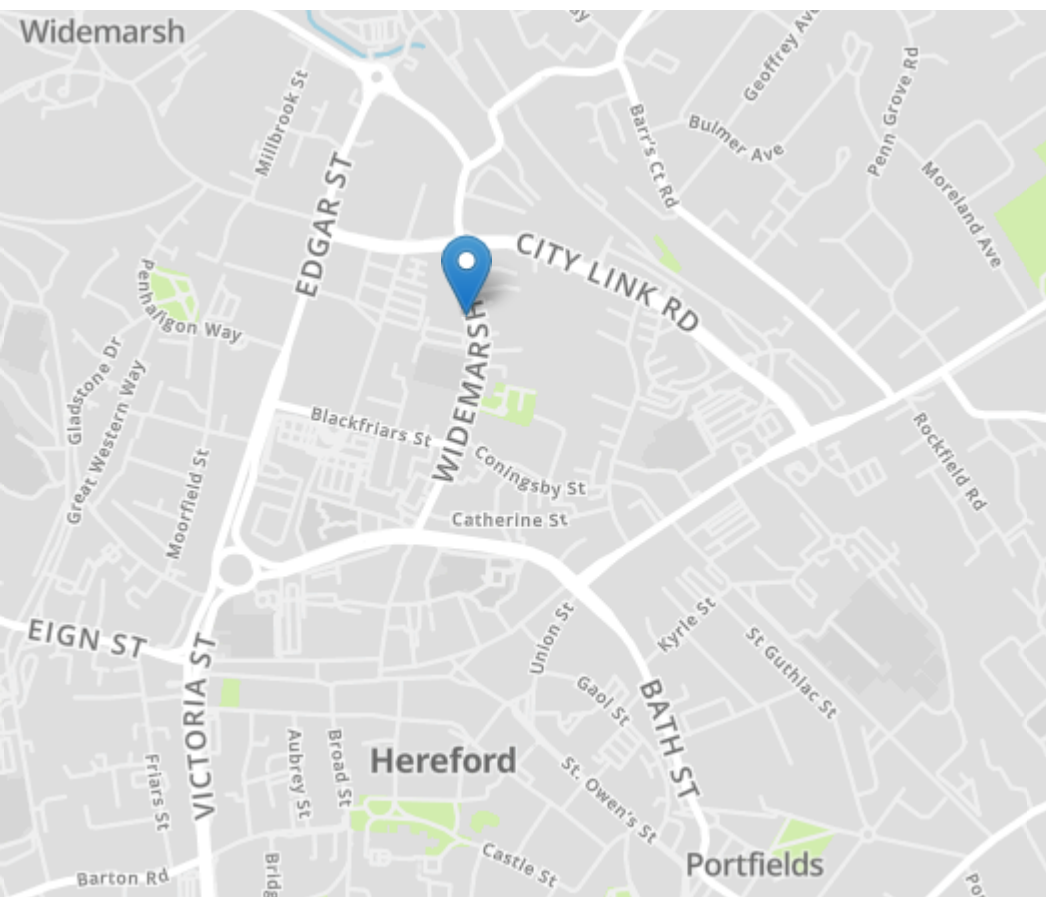 Widemarsh
Millbrook St
Geoffrey Ave
Barr's Ct Rd
Bulmer Ave
Penn Grove Rd
Moreland Ave
EDGAR ST
CITY LINK RD
Penhaligon Way
Gladstone Dr
Great Western Way
WIDEMARSH
Blackfriars St
Coningsby St
Rockfield Rd
Moorfield St
Catherine St
EIGN ST
VICTORIA ST
Union St
Kyrle St
St Guthlac St
Gaol St
BATH ST
Aubrey St
Broad St
Friars St
Hereford
St. Owen's St
Castle St
Portfields
Barton Rd